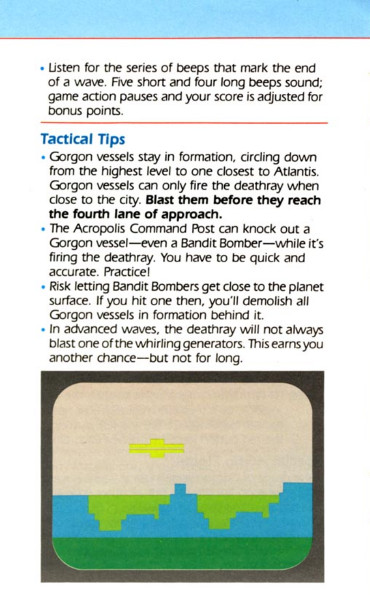 • Listen for the series of beeps that mark the end
of a wave. Five short and four long beeps sound;
game action pauses and your score is adjusted for
bonus points.
Tactical Tips
• Gorgon vessels stay in formation, circling down
from the highest level to one closest to Atlantis.
Gorgon vessels can only fire the deathray when
close to the city. Blast them before they reach
the fourth lane of approach.
• The Acropolis Command Post can knock out a
Gorgon vessel—even a Bandit Bomber—while it's
firing the deathray. You have to be quick and
accurate. Practice!
• Risk letting Bandit Bombers get close to the planet
surface. If you hit one then, you'll demolish all
Gorgon vessels in formation behind it.
• In advanced waves, the deathray will not always
blast one of the whirling generators. This earns you
another chance—but not for long.